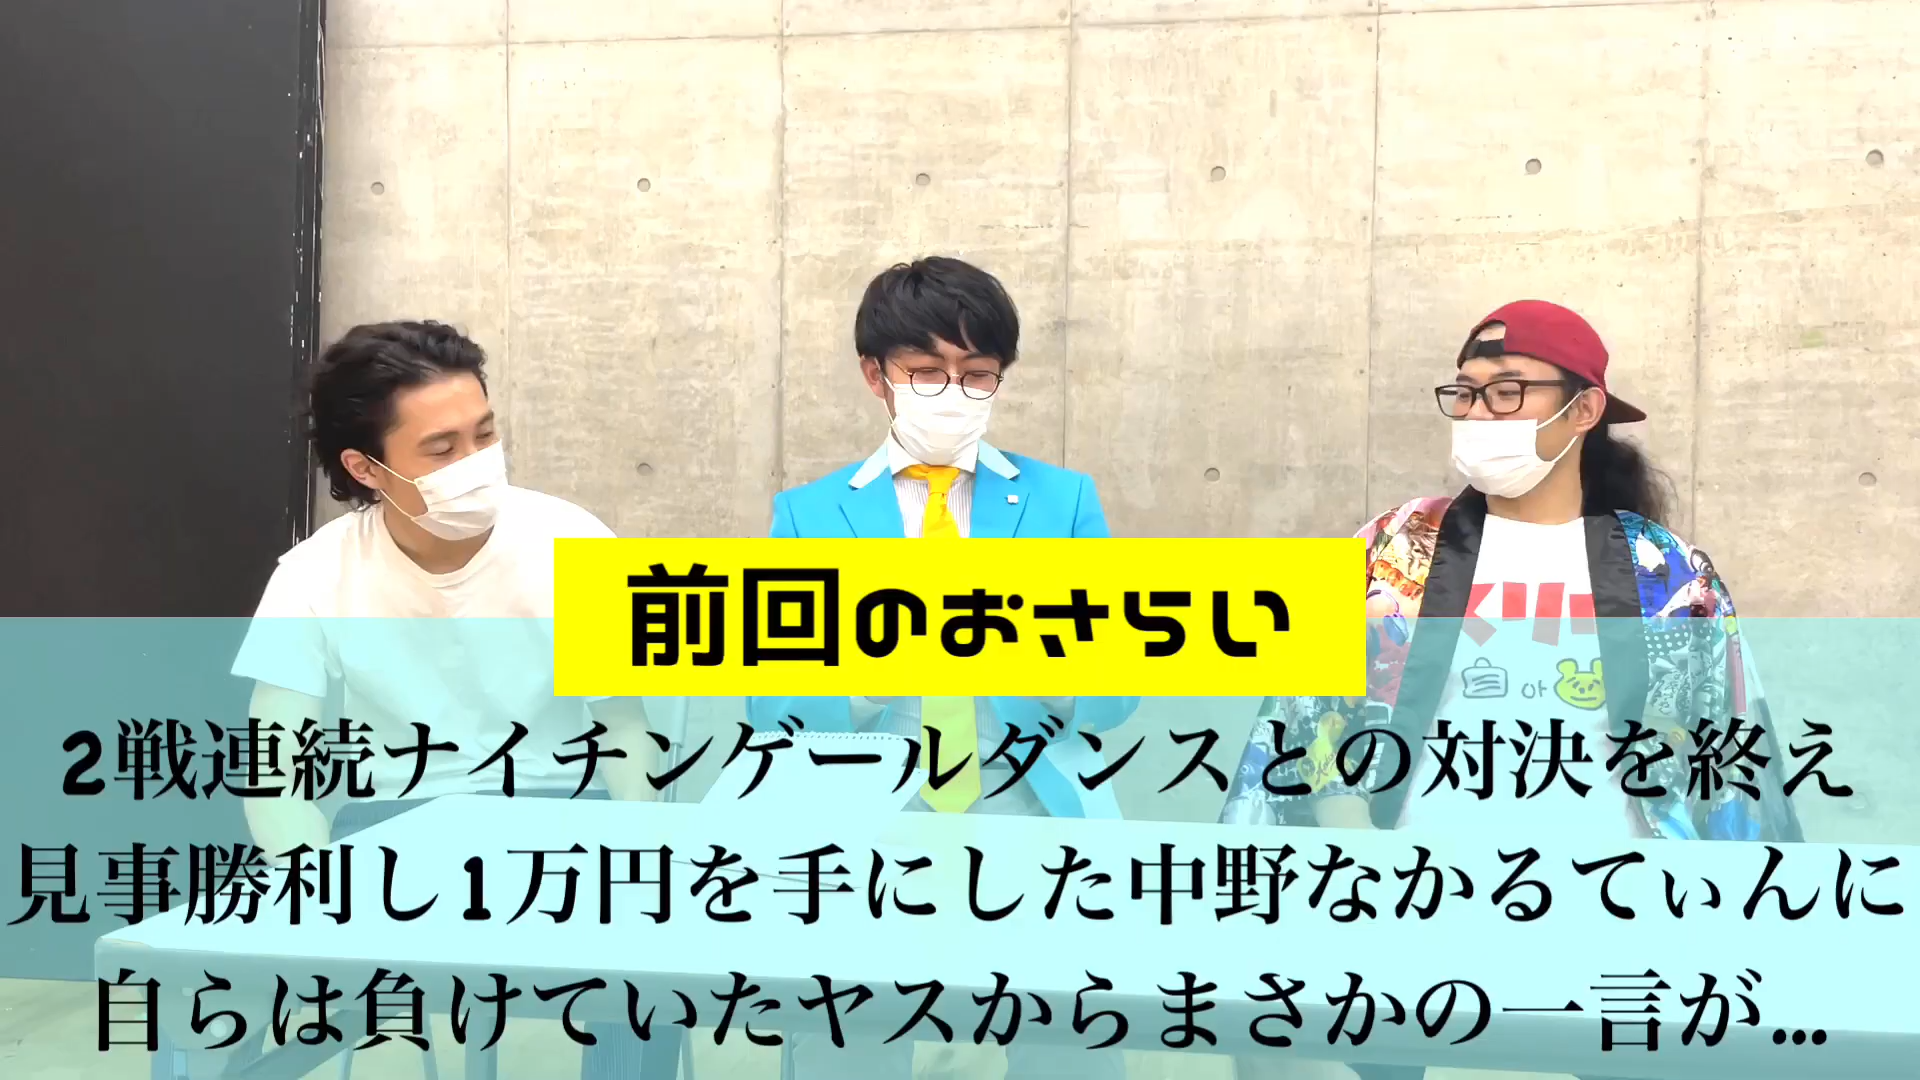 前回のおさらい
2戦連続ナイチンゲールダンスとの対決を終え
見事勝利し1万円を手にした中野なかるてぃんに
自らは負けていたヤスからまさかの一言が...